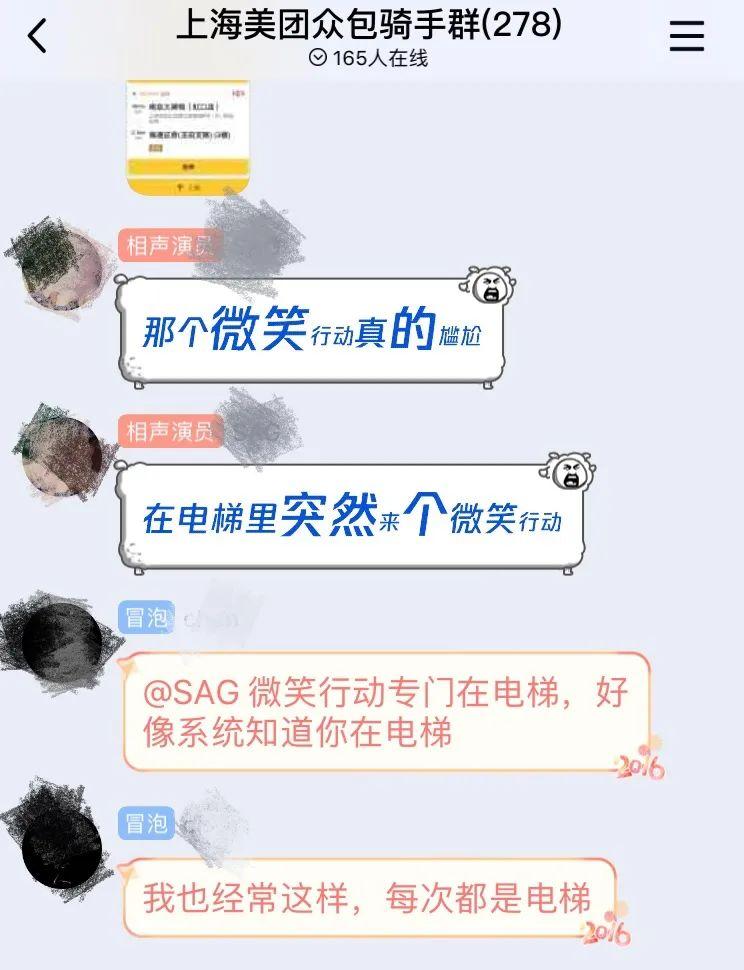 上海美团众包骑手群(278)
165人在线
相声演员
那个微笑行动真的尴尬
相声演员
在电梯里突然来个微笑行动
冒泡
@SAG 微笑行动专门在电梯，好
像系统知道你在电梯
2016
冒泡
我也经常这样，每次都是电梯
2016